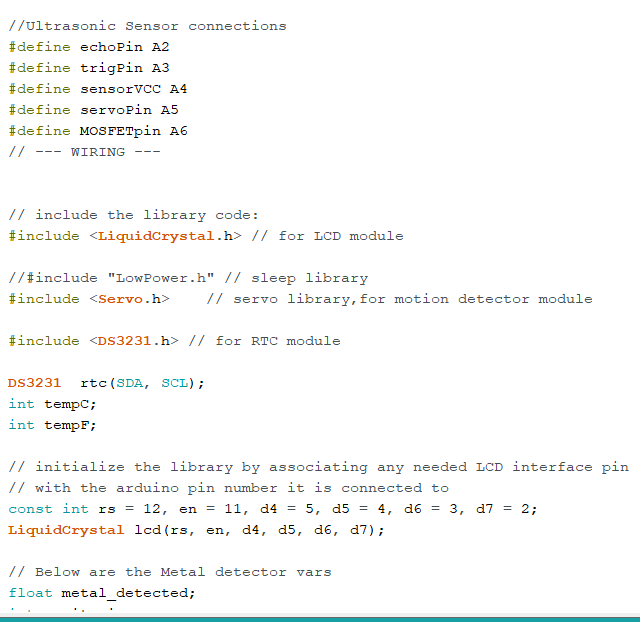 //Ultrasonic Sensor connections
#define echoPin A2
#define trigPin A3
#define sensorVCC A4
#define servoPin A5
#define MOSFETpin A6
// --- WIRING ---
// include the library code:
#include <LiquidCrystal.h> // for LCD module
//#include "LowPower.h" // sleep library
#include <Servo.h>    // servo library,for motion detector module
#include <DS3231.h> // for RTC module
DS3231  rtc(SDA, SCL);
int tempC;
int tempF;
// initialize the library by associating any needed LCD interface pin
// with the arduino pin number it is connected to
const int rs = 12, en = 11, d4 = 5, d5 = 4, d6 = 3, d7 = 2;
LiquidCrystal lcd(rs, en, d4, d5, d6, d7);
// Below are the Metal detector vars
float metal_detected;